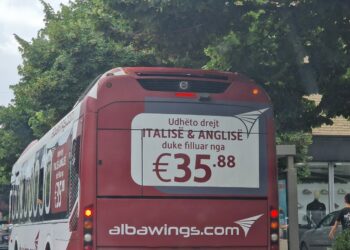 Udhëto drejt
ITALISË & ANGLISË
duke filluar nga
€35.88
albawings.com